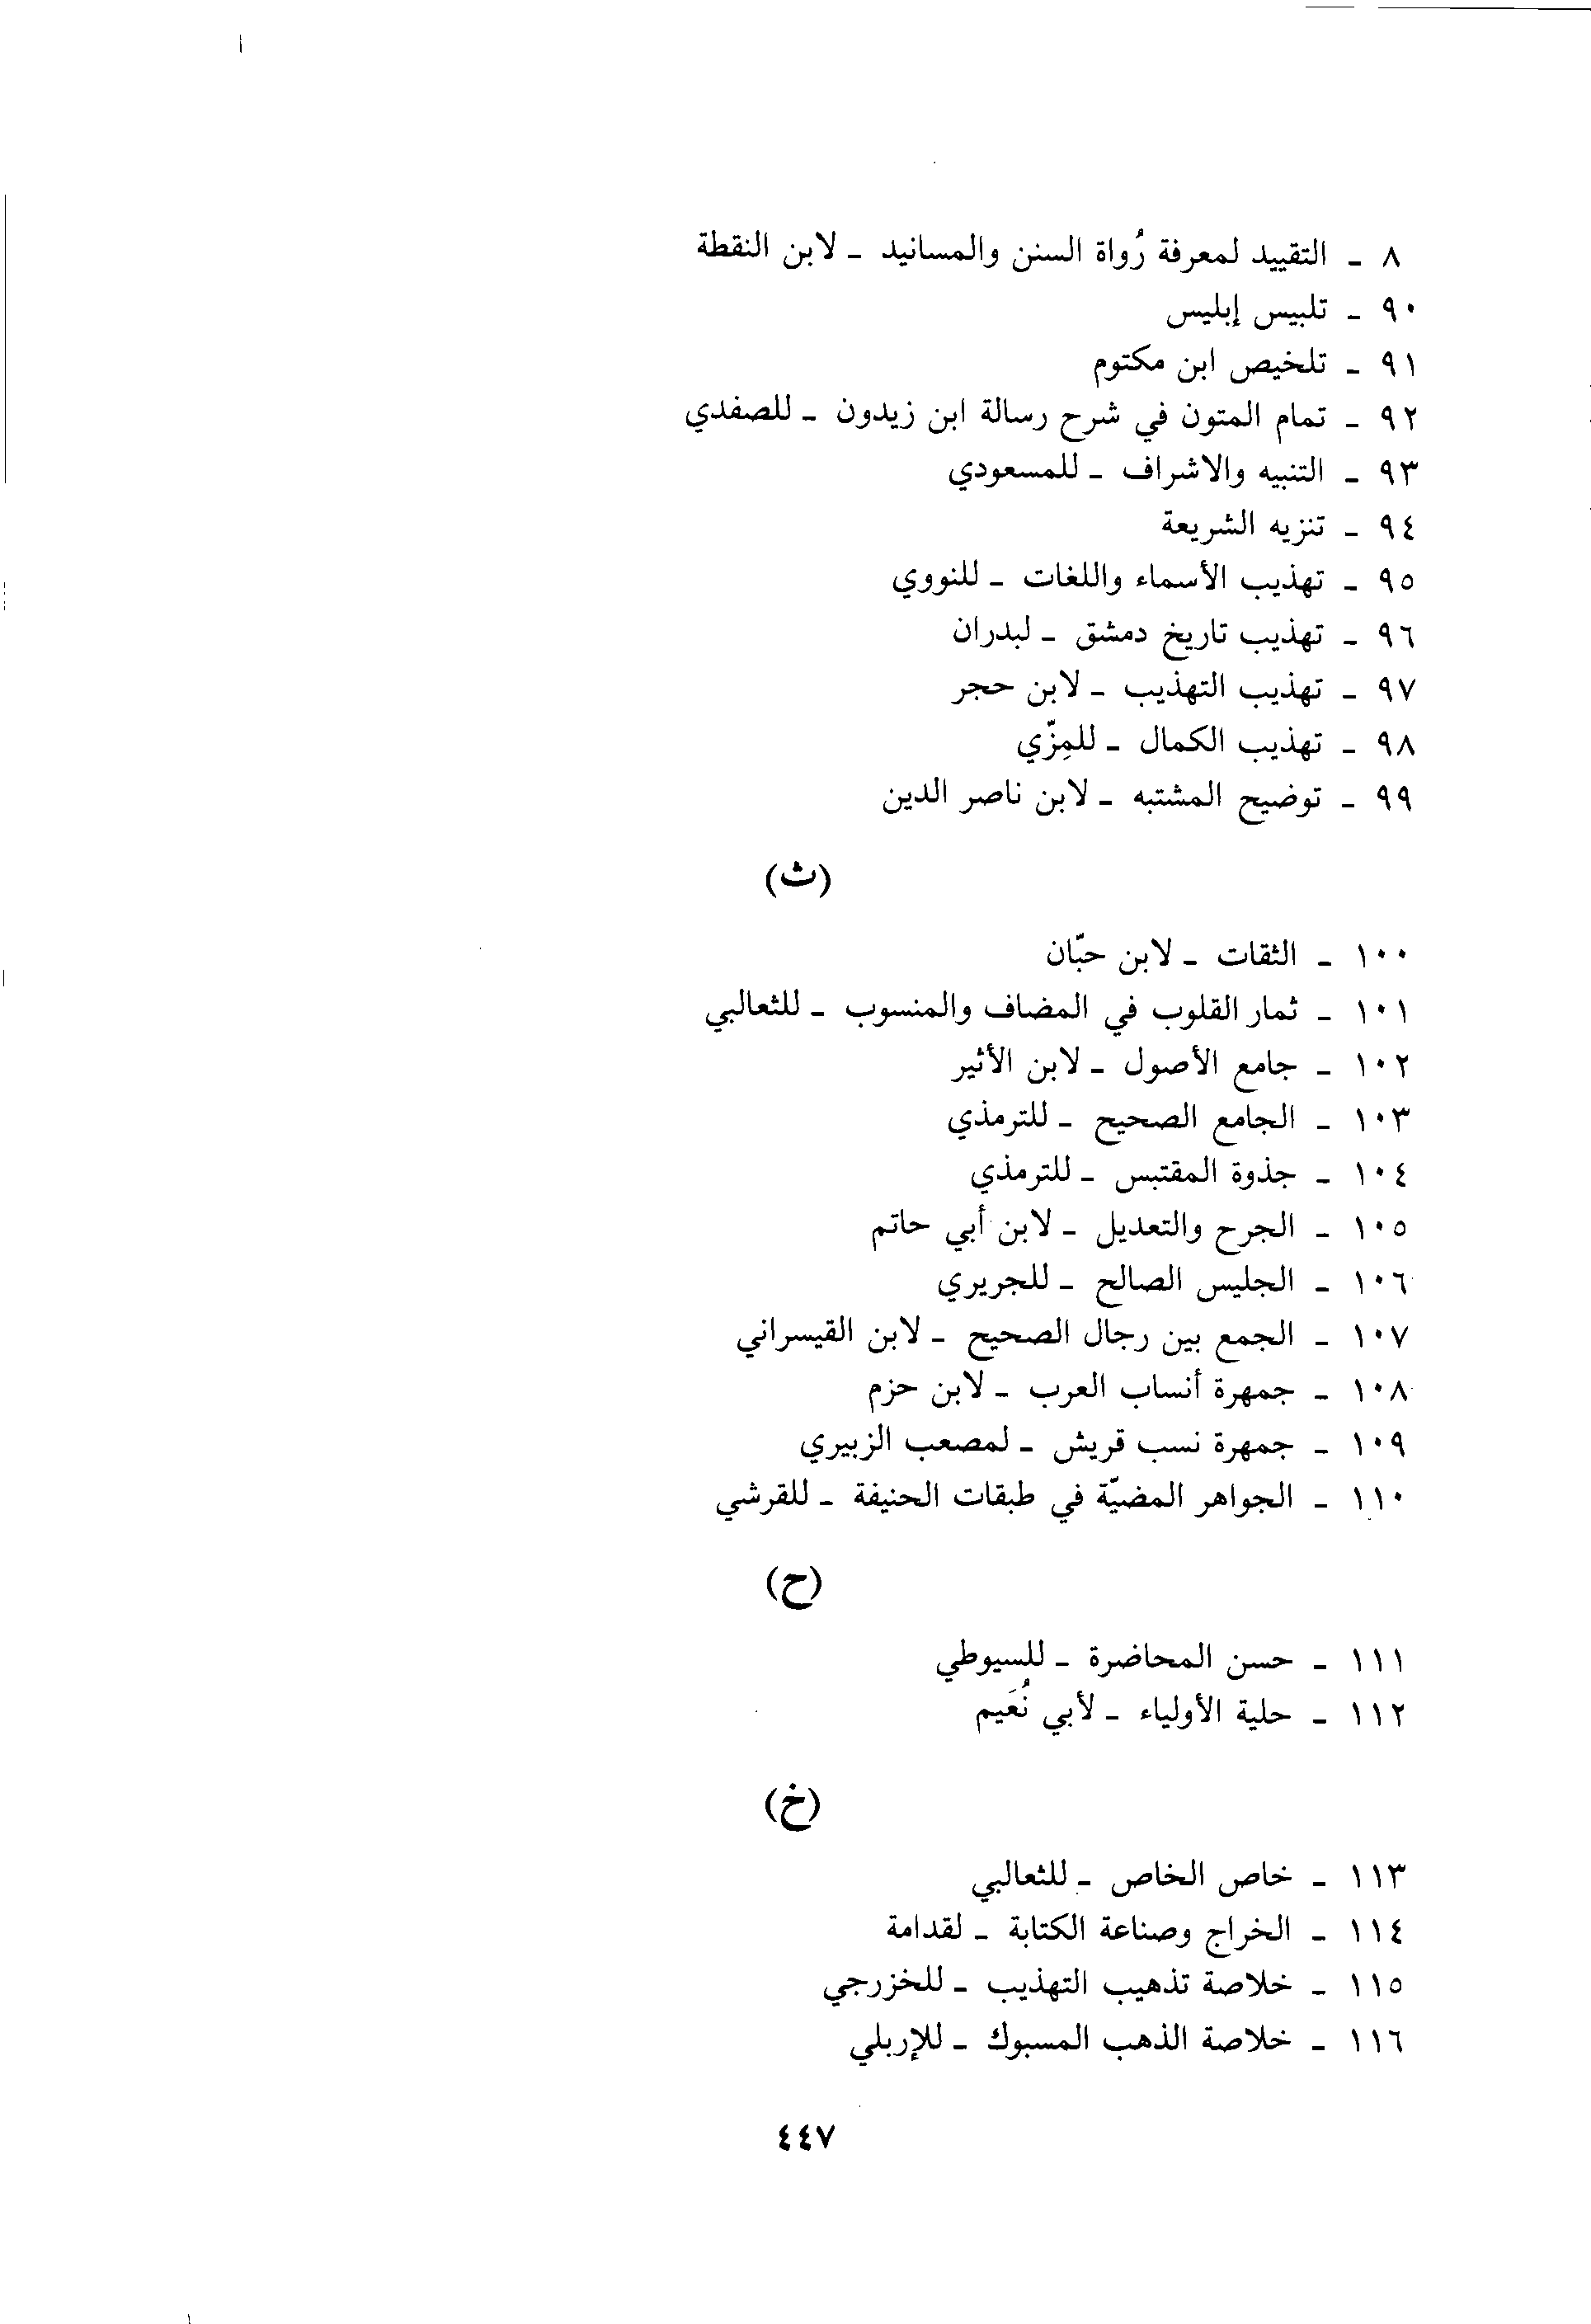 ٨ - التقييد لمعرفة رُواة السنن والمسانيد - لابن النقطة
٩٠ - تلبيس إبليس
٩١ - تلخيص ابن مكتوم
٩٢ - تمام المتون في شرح رسالة ابن زيدون - للصفدي
٩٣ - التنبيه والاشراف - للمسعودي
٩٤ - تنزيه الشريعة
٩٥ - تهذيب الأسماء واللغات - للنووي
٩٦ - تهذيب تاريخ دمشق - لبدران
٩٧ - تهذيب التهذيب - لابن حجر
٩٨ - تهذيب الكمال - للمِزّي
٩٩ - توضيح المشتبه - لابن ناصر الدين
(ث)
١٠٠ - الثقات - لابن حبّان
١٠١ - ثمار القلوب في المضاف والمنسوب - للثعالبي
١٠٢ - جامع الأصول - لابن الأثير
١٠٣ - الجامع الصحيح - للترمذي
١٠٤ - جذوة المقتبس - للترمذي
١٠٥ - الجرح والتعديل - لابن أبي حاتم
١٠٦ - الجليس الصالح - للجريري
١٠٧ - الجمع بين رجال الصحيح - لابن القيسراني
١٠٨ - جمهرة أنساب العرب - لابن حزم
١٠٩ - جمهرة نسب قريش - لمصعب الزبيري
١١٠ - الجواهر المضيّة في طبقات الحنيفة - للقرشي
(ح)
١١١ - حسن المحاضرة - للسيوطي
١١٢ - حلية الأولياء - لأبي نُعَيم
(خ)
١١٣ - خاص الخاص - للثعالبي
١١٤ - الخراج وصناعة الكتابة - لقدامة
١١٥ - خلاصة تذهيب التهذيب - للخزرجي
١١٦ - خلاصة الذهب المسبوك - للإربلي
٤٤٧